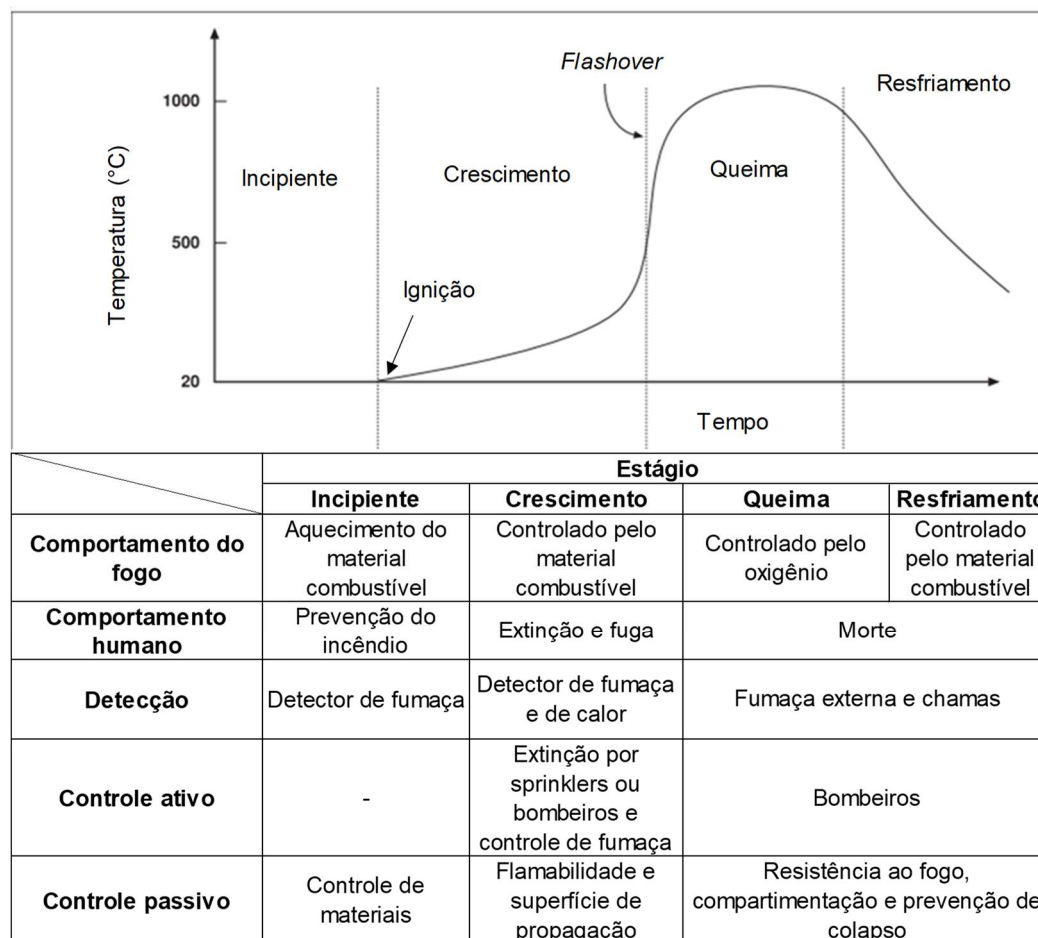 Flashover
Resfriamento
1000
Incipiente
Crescimento
Queima
Temperatura (°C)
500
Ignição
20
Tempo
Estágio
Incipiente Crescimento Queima Resfriamento
Comportamento do
fogo
Aquecimento do
material
combustível
Controlado pelo
material
combustível
Controlado pelo
oxigênio
Controlado
pelo material
combustível
Comportamento
humano
Prevenção do
incêndio
Extinção e fuga
Morte
Detecção
Detector de fumaça
Detector de fumaça
e de calor
Fumaça externa e chamas
Controle ativo
-
Extinção por
sprinklers ou
bombeiros e
controle de fumaça
Bombeiros
Controle passivo
Controle de
materiais
Flamabilidade e
superfície de
propagação
Resistência ao fogo,
compartimentação e prevenção de
colapso